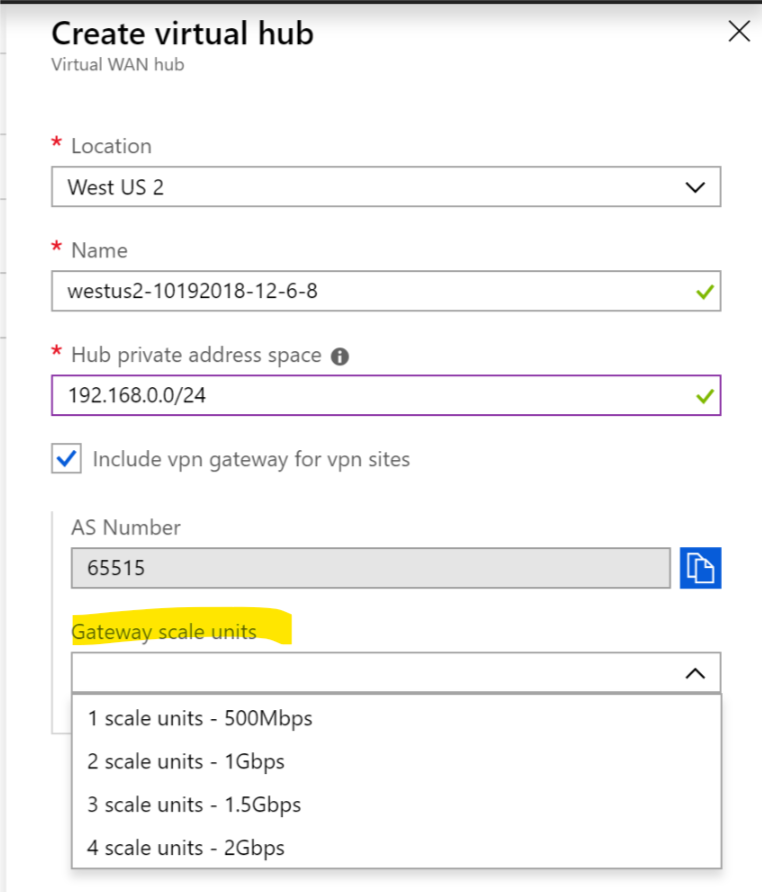 Create virtual hub
Virtual WAN hub
* Location
West US 2
* Name
westus2-10192018-12-6-8
* Hub private address space
192.168.0.0/24
Include vpn gateway for vpn sites
AS Number
65515
Gateway scale units
1 scale units - 500Mbps
2 scale units - 1Gbps
3 scale units - 1.5Gbps
4 scale units - 2Gbps